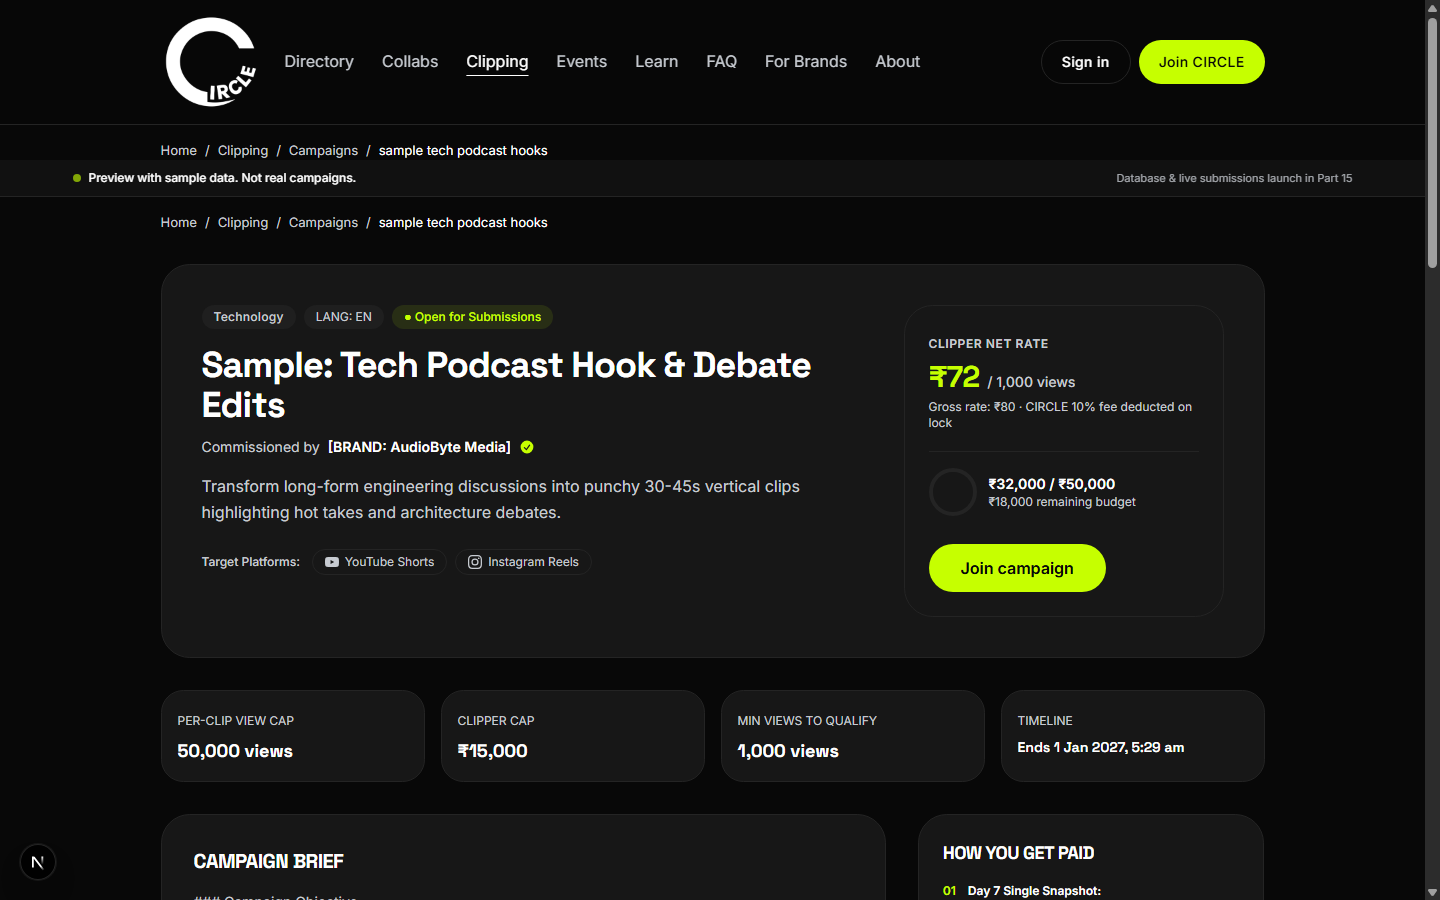 CIRCLE
Directory
Collabs
Clipping
Events
Learn
FAQ
For Brands
About
Sign in
Join CIRCLE
Home / Clipping / Campaigns / sample tech podcast hooks
Preview with sample data. Not real campaigns.
Database & live submissions launch in Part 15
Home / Clipping / Campaigns / sample tech podcast hooks
Technology
LANG: EN
Open for Submissions
Sample: Tech Podcast Hook & Debate
Edits
Commissioned by [BRAND: AudioByte Media]
Transform long-form engineering discussions into punchy 30-45s vertical clips
highlighting hot takes and architecture debates.
Target Platforms:
YouTube Shorts
Instagram Reels
CLIPPER NET RATE
₹72 / 1,000 views
Gross rate: ₹80 · CIRCLE 10% fee deducted on
lock
₹32,000 / ₹50,000
₹18,000 remaining budget
Join campaign
PER-CLIP VIEW CAP
50,000 views
CLIPPER CAP
₹15,000
MIN VIEWS TO QUALIFY
1,000 views
TIMELINE
Ends 1 Jan 2027, 5:29 am
CAMPAIGN BRIEF
### Campaign Objective
HOW YOU GET PAID
01 Day 7 Single Snapshot:
N